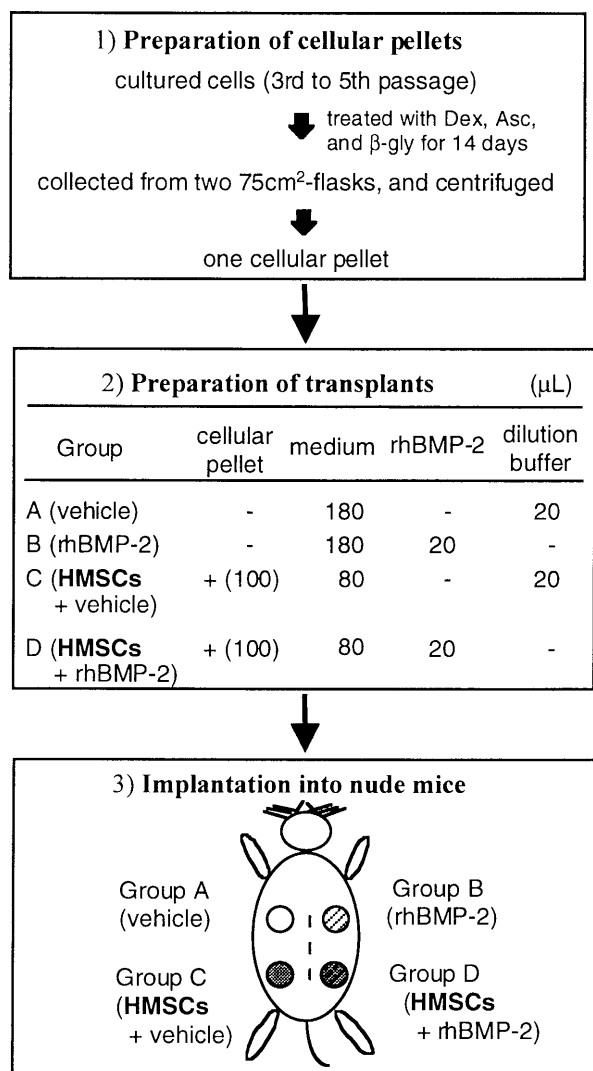 1) Preparation of cellular pellets
cultured cells (3rd to 5th passage)
treated with Dex, Asc,
and β-gly for 14 days
collected from two 75cm²-flasks, and centrifuged
one cellular pellet
2) Preparation of transplants (μL)
Group cellular pellet medium rhBMP-2 dilution buffer
A (vehicle) - 180 - 20
B (rhBMP-2) - 180 20 -
C (HMSCs + (100) 80 - 20
+ vehicle)
D (HMSCs + (100) 80 20 -
+ rhBMP-2)
3) Implantation into nude mice
Group A
(vehicle)
Group B
(rhBMP-2)
Group C
(HMSCs
+ vehicle)
Group D
(HMSCs
+ rhBMP-2)